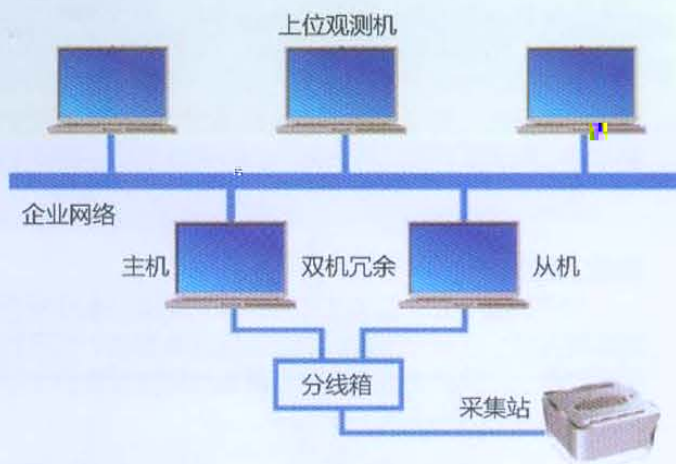 上位观测机
企业网络
主机
双机冗余
从机
分线箱
采集站